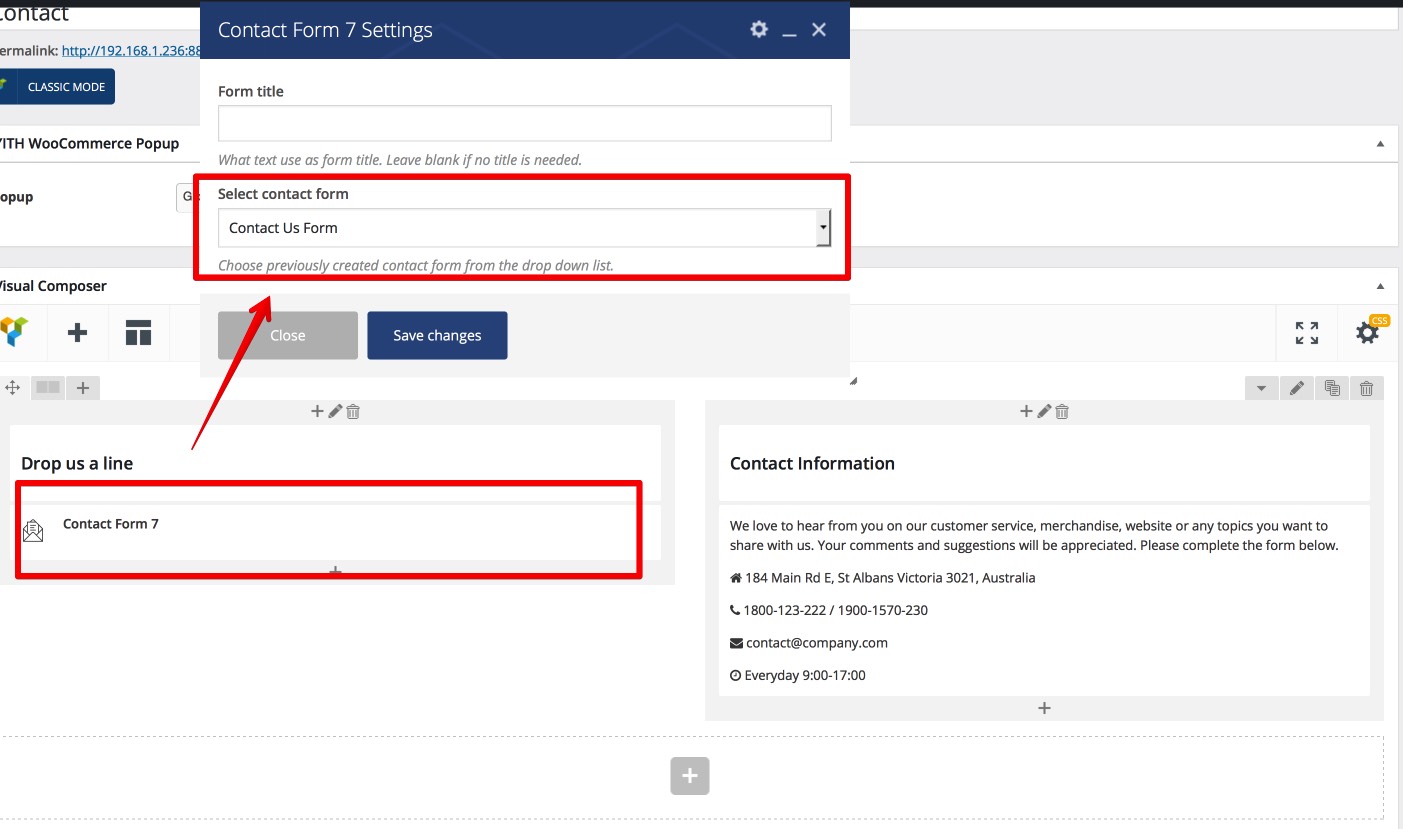 Contact
Contact Form 7 Settings
ermalink: http://192.168.1.236:88
CLASSIC MODE
Form title
YITH WooCommerce Popup
What text use as form title. Leave blank if no title is needed.
Select contact form
opup
G
Contact Us Form
Choose previously created contact form from the drop down list.
Visual Composer
Close
Save changes
CSS
Drop us a line
Contact Form 7
Contact Information
We love to hear from you on our customer service, merchandise, website or any topics you want to
share with us. Your comments and suggestions will be appreciated. Please complete the form below.
184 Main Rd E, St Albans Victoria 3021, Australia
1800-123-222 / 1900-1570-230
contact@company.com
Everyday 9:00-17:00